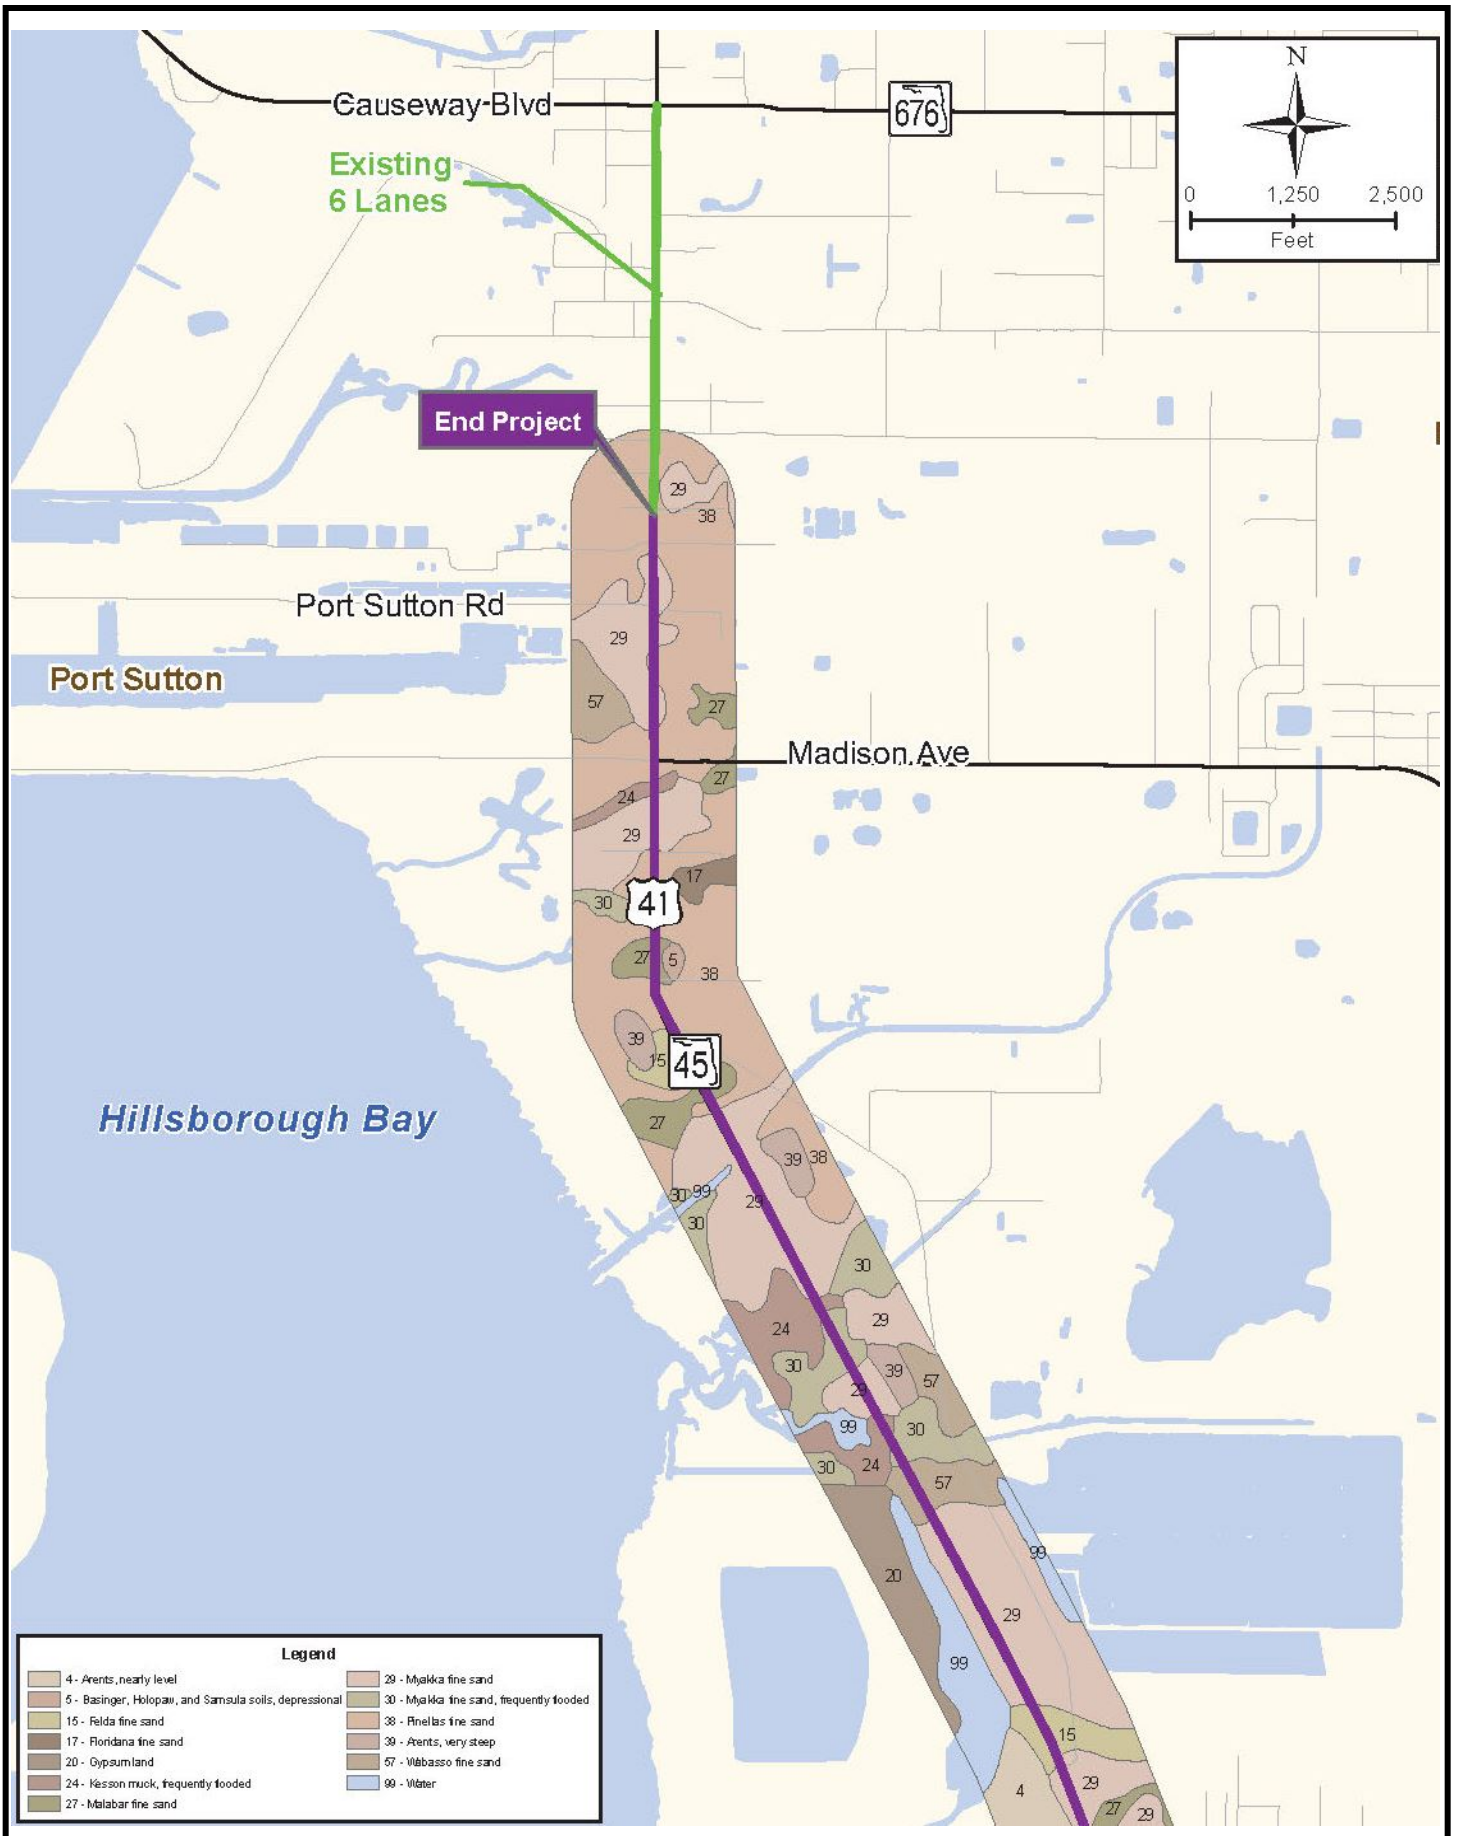 N
0 1,250 2,500
Feet
Causeway Blvd
676
Existing
6 Lanes
End Project
29
38
Port Sutton Rd
29
Port Sutton
57
27
Madison Ave
27
24
29
17
30
41
27
5
38
39
15
45
27
Hillsborough Bay
39
38
30
99
29
30
30
24
29
30
39
57
29
99
30
30
24
57
99
20
29
99
15
4
29
27
29
Legend
4 - Arents, nearly level
5 - Basinger, Holopaw, and Samsula soils, depressional
15 - Felda fine sand
17 - Floridana fine sand
20 - Gypsum land
24 - Kesson muck, frequently flooded
27 - Malabar fine sand
29 - Myakka fine sand
30 - Myakka fine sand, frequently flooded
38 - Pinellas fine sand
39 - Arents, very steep
57 - Wabasso fine sand
99 - Water